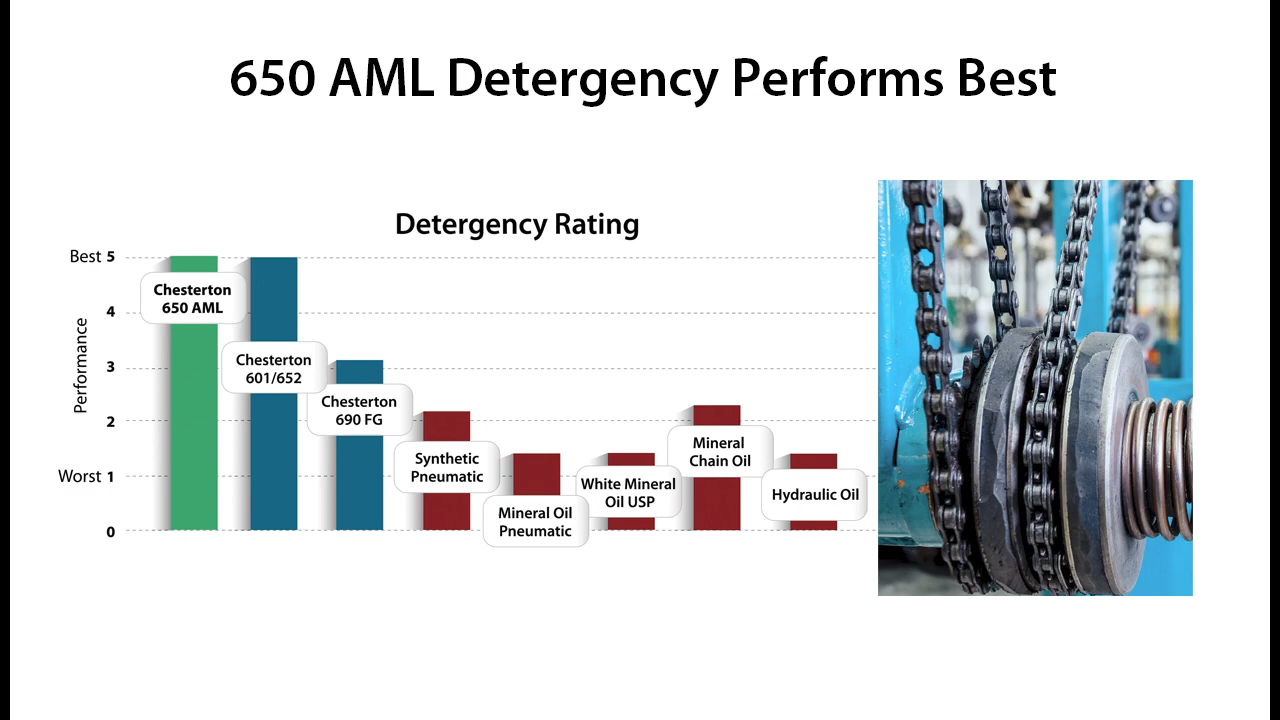 650 AML Detergency Performs Best
Detergency Rating
Best 5
4
3
2
Worst 1
0
Performance
Chesterton
650 AML
Chesterton
601/652
Chesterton
690 FG
Synthetic
Pneumatic
Mineral Oil
Pneumatic
White Mineral
Oil USP
Mineral
Chain Oil
Hydraulic Oil